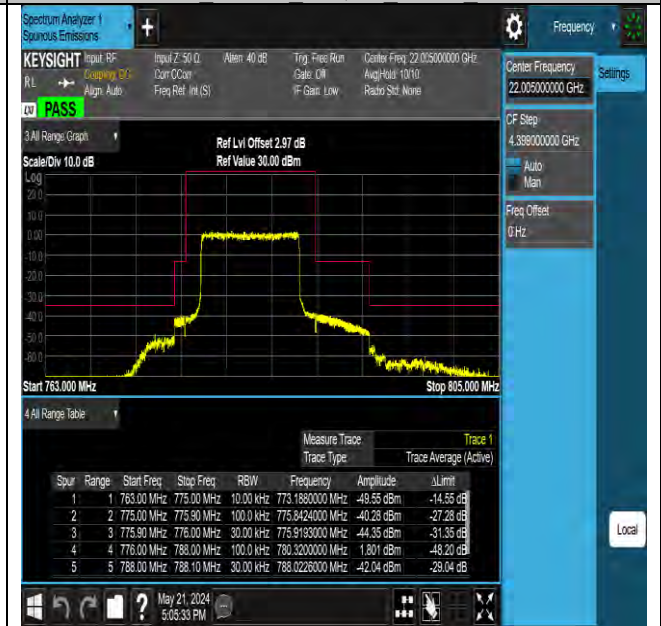 Spectrum Analyzer 1
Spurious Emissions
Frequency
KEYSIGHT Input: RF Input Z: 50 Ω Atten: 40 dB Trig: Free Run Center Freq: 22.005000000 GHz
RL Coupling: DC Corr CCorr Gate: Off Avg|Hold: 10/10
Align: Auto Freq Ref: Int (S) IF Gain: Low Radio Std: None
LXI PASS
Center Frequency
22.005000000 GHz
Settings
CF Step
4.399000000 GHz
Auto
Man
Freq Offset
0 Hz
3 All Range Graph
Ref Lvl Offset 2.97 dB
Scale/Div 10.0 dB Ref Value 30.00 dBm
Log
20.0
10.0
0.00
-10.0
-20.0
-30.0
-40.0
-50.0
-60.0
Start 763.000 MHz Stop 805.000 MHz
4 All Range Table
Measure Trace Trace 1
Trace Type Trace Average (Active)
Spur Range Start Freq Stop Freq RBW Frequency Amplitude ΔLimit
1 1 763.00 MHz 775.00 MHz 10.00 kHz 773.1880000 MHz -49.55 dBm -14.55 dB
2 2 775.00 MHz 775.90 MHz 100.0 kHz 775.8424000 MHz -40.28 dBm -27.28 dB
3 3 775.90 MHz 776.00 MHz 30.00 kHz 775.9193000 MHz -44.35 dBm -31.35 dB
4 4 776.00 MHz 788.00 MHz 100.0 kHz 780.3200000 MHz 1.801 dBm -48.20 dB
5 5 788.00 MHz 788.10 MHz 30.00 kHz 788.0226000 MHz -42.04 dBm -29.04 dB
Local
?
May 21, 2024
5:05:33 PM